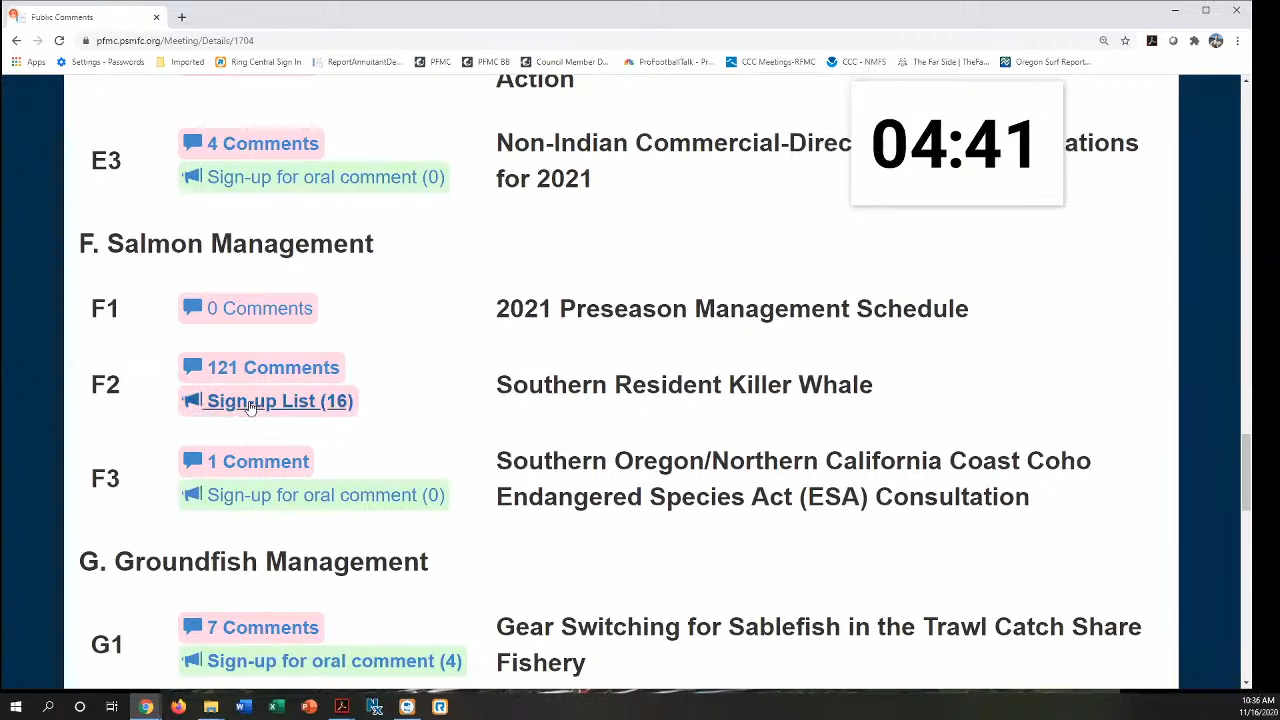 Public Comments
pfmc.psmfc.org/Meeting/Details/1704
Apps Settings - Passwords Imported Ring Central Sign In ReportAnnuitantDe... PFMC PFMC BB Council Member D... ProFootballTalk - Pr... CCC Meetings-RFMC CCC - NMFS The Far Side | TheFa... Oregon Surf Report...
Action
04:41
E3
4 Comments
Sign-up for oral comment (0)
Non-Indian Commercial-Direc ations
for 2021
F. Salmon Management
F1
0 Comments
2021 Preseason Management Schedule
F2
121 Comments
Sign-up List (16)
Southern Resident Killer Whale
F3
1 Comment
Sign-up for oral comment (0)
Southern Oregon/Northern California Coast Coho
Endangered Species Act (ESA) Consultation
G. Groundfish Management
G1
7 Comments
Sign-up for oral comment (4)
Gear Switching for Sablefish in the Trawl Catch Share
Fishery
10:36 AM
11/16/2020